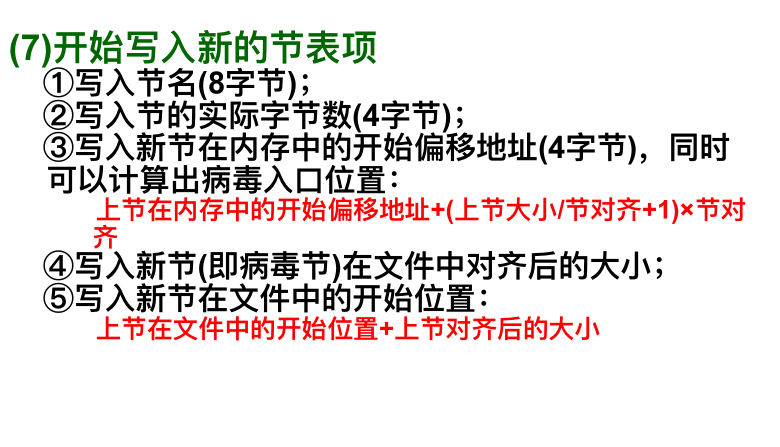 (7)开始写入新的节表项
①写入节名(8字节)；
②写入节的实际字节数(4字节)；
③写入新节在内存中的开始偏移地址(4字节)，同时
可以计算出病毒入口位置：
上节在内存中的开始偏移地址+(上节大小/节对齐+1)×节对
齐
④写入新节(即病毒节)在文件中对齐后的大小；
⑤写入新节在文件中的开始位置：
上节在文件中的开始位置+上节对齐后的大小